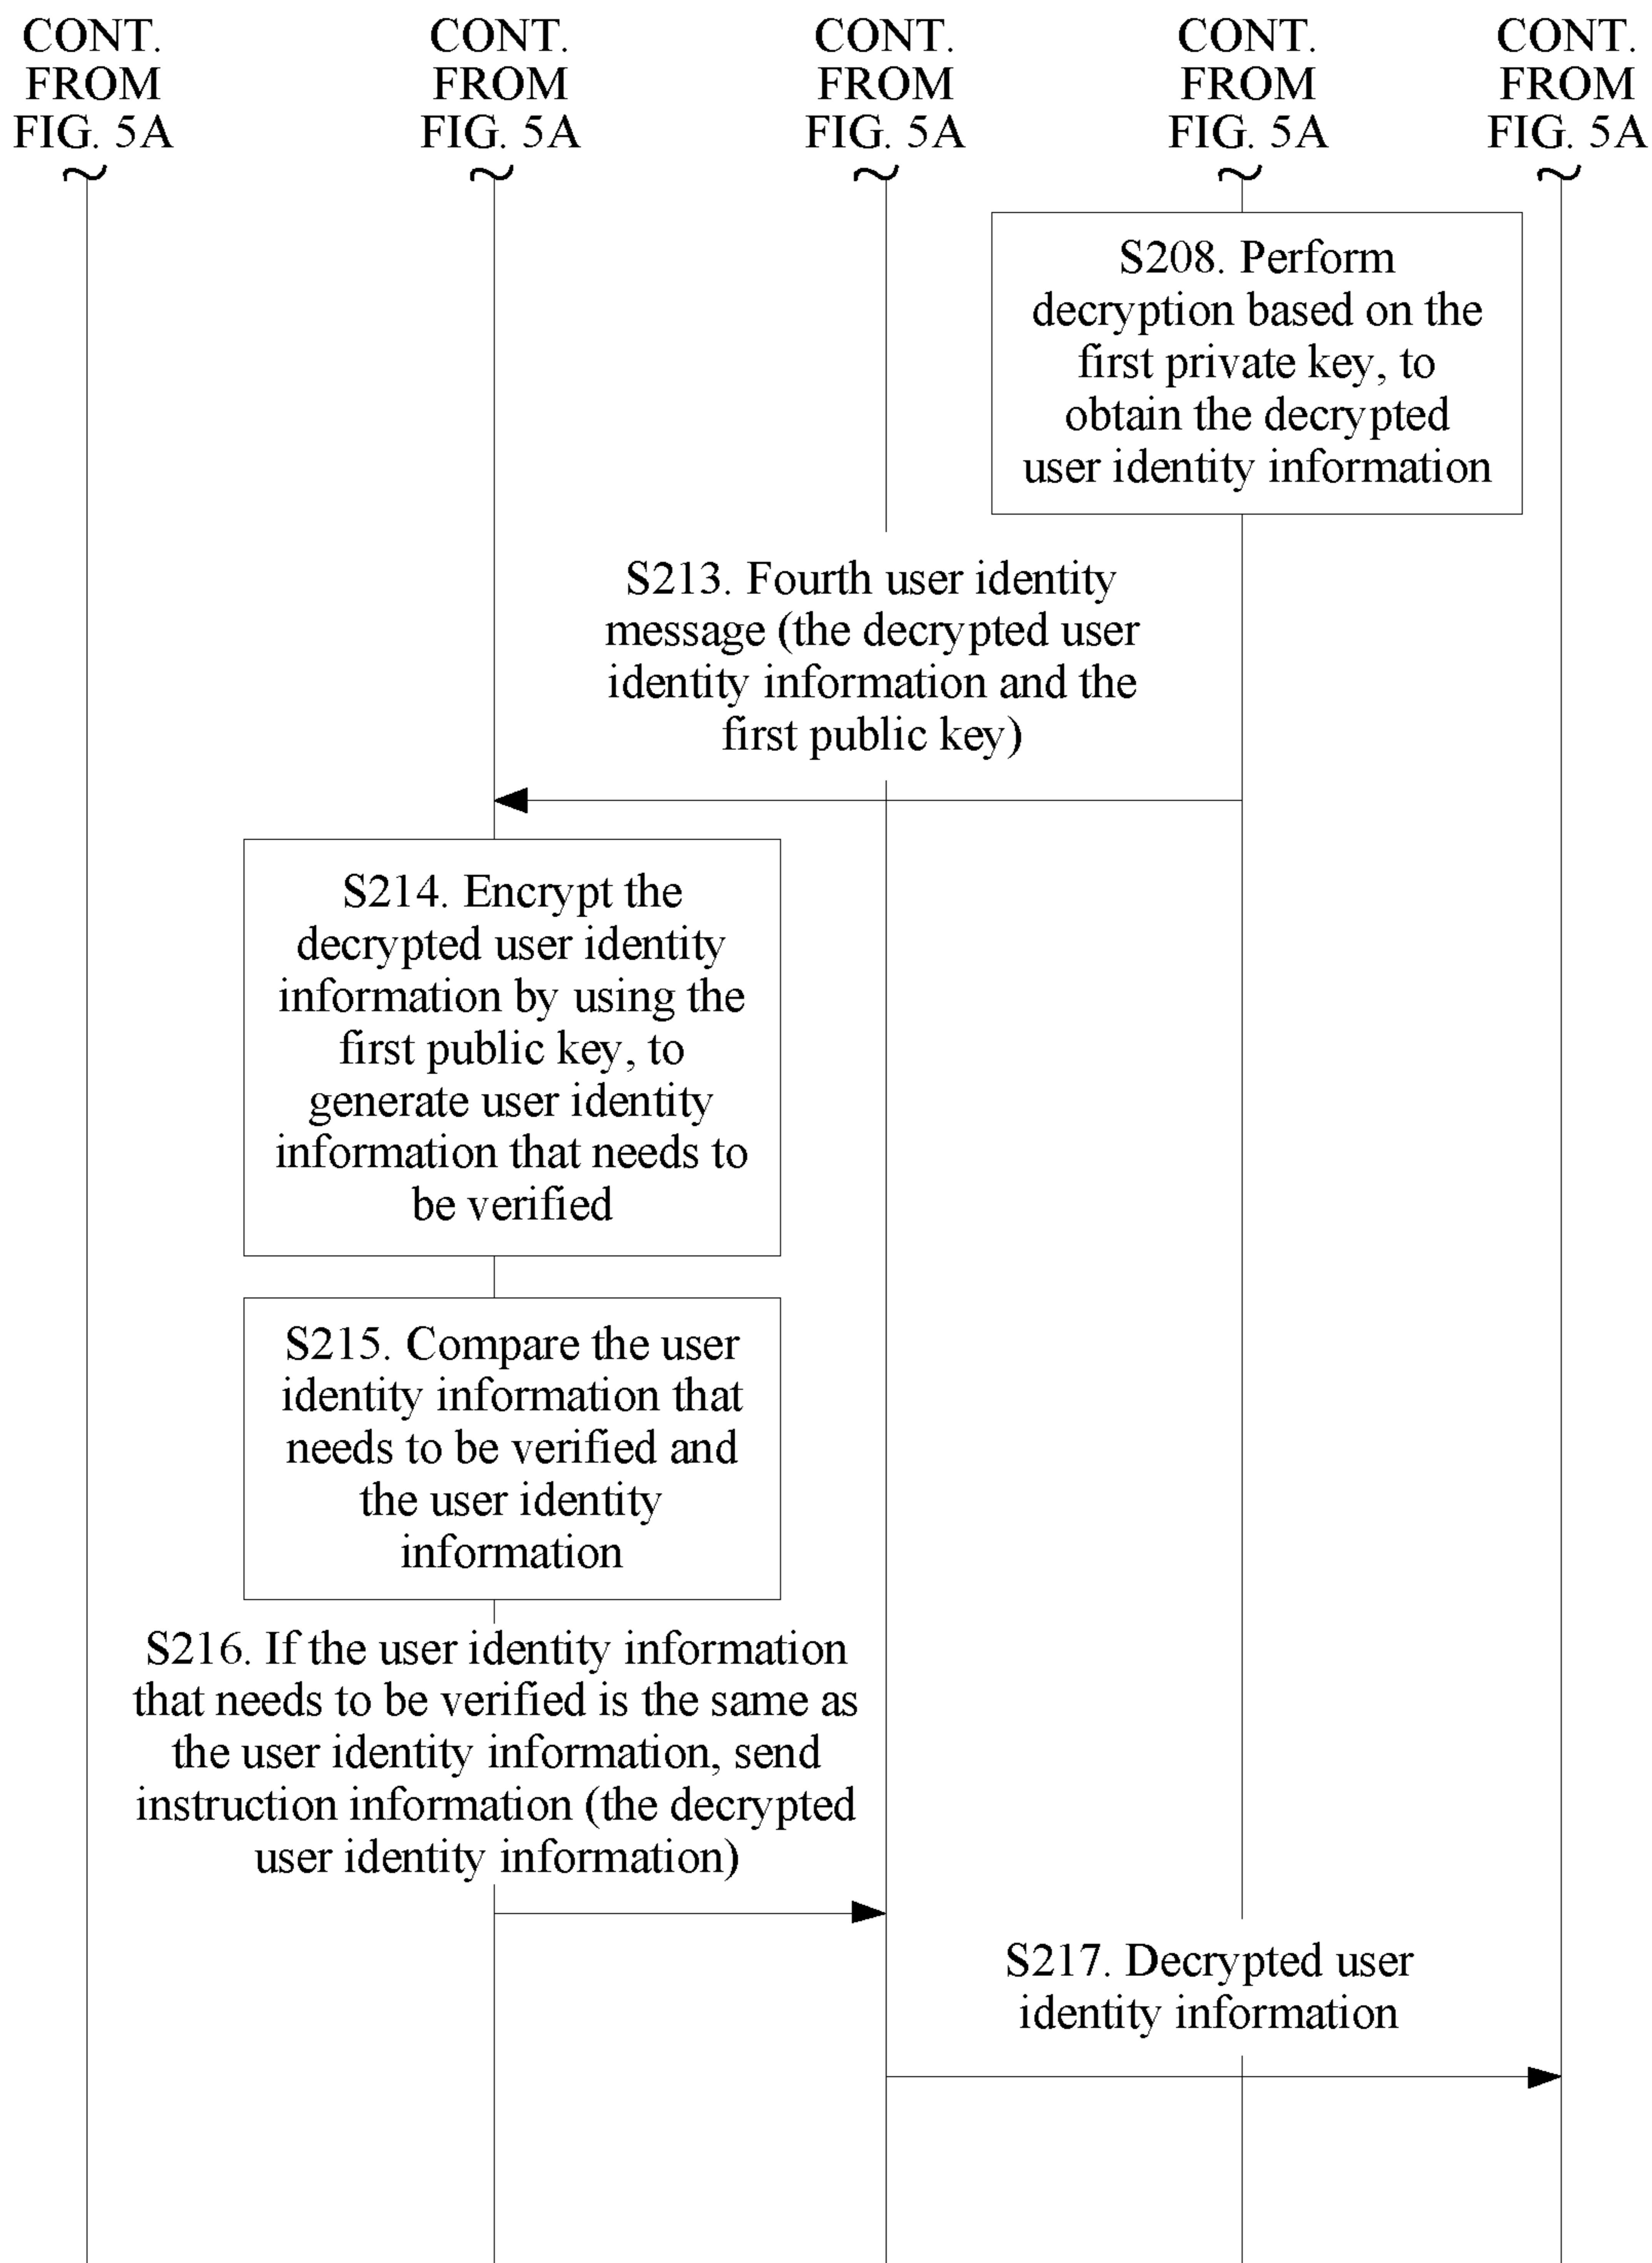 CONT.
FROM
FIG. 5A
CONT.
FROM
FIG. 5A
CONT.
FROM
FIG. 5A
CONT.
FROM
FIG. 5A
CONT.
FROM
FIG. 5A
S208. Perform
decryption based on the
first private key, to
obtain the decrypted
user identity information
S213. Fourth user identity
message (the decrypted user
identity information and the
first public key)
S214. Encrypt the
decrypted user identity
information by using the
first public key, to
generate user identity
information that needs to
be verified
S215. Compare the user
identity information that
needs to be verified and
the user identity
information
S216. If the user identity information
that needs to be verified is the same as
the user identity information, send
instruction information (the decrypted
user identity information)
S217. Decrypted user
identity information